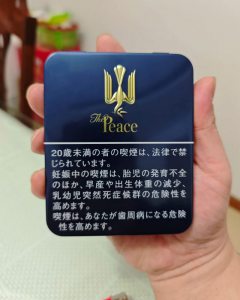 The
Peace
20歳未満の者の喫煙は、法律で禁
じられています。
妊娠中の喫煙は、胎児の発育不全
のほか、早産や出生体重の減少、
乳幼児突然死症候群の危険性を
高めます。
喫煙は、あなたが歯周病になる危険
性を高めます。